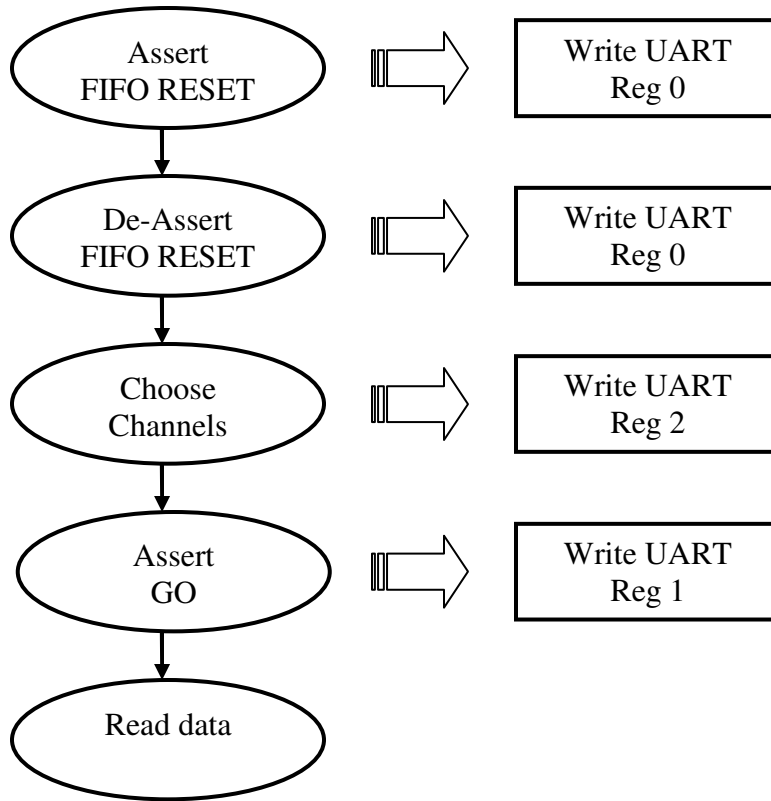 Assert
FIFO RESET
Write UART
Reg 0
De-Assert
FIFO RESET
Write UART
Reg 0
Choose
Channels
Write UART
Reg 2
Assert
GO
Write UART
Reg 1
Read data